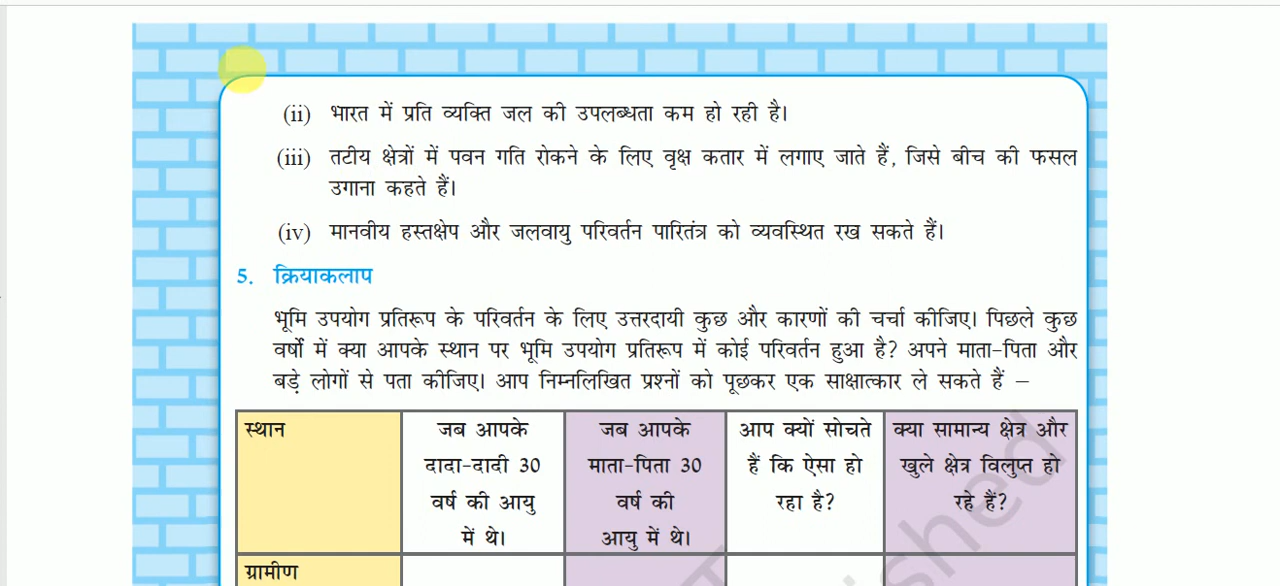 (ii) भारत में प्रति व्यक्ति जल की उपलब्धता कम हो रही है।
(iii) तटीय क्षेत्रों में पवन गति रोकने के लिए वृक्ष कतार में लगाए जाते हैं, जिसे बीच की फसल
उगाना कहते हैं।
(iv) मानवीय हस्तक्षेप और जलवायु परिवर्तन पारितंत्र को व्यवस्थित रख सकते हैं।
5. क्रियाकलाप
भूमि उपयोग प्रतिरूप के परिवर्तन के लिए उत्तरदायी कुछ और कारणों की चर्चा कीजिए। पिछले कुछ
वर्षों में क्या आपके स्थान पर भूमि उपयोग प्रतिरूप में कोई परिवर्तन हुआ है? अपने माता-पिता और
बड़े लोगों से पता कीजिए। आप निम्नलिखित प्रश्नों को पूछकर एक साक्षात्कार ले सकते हैं –
स्थान
जब आपके
दादा-दादी 30
वर्ष की आयु
में थे।
जब आपके
माता-पिता 30
वर्ष की
आयु में थे।
आप क्यों सोचते
हैं कि ऐसा हो
रहा है?
क्या सामान्य क्षेत्र और
खुले क्षेत्र विलुप्त हो
रहे हैं?
ग्रामीण